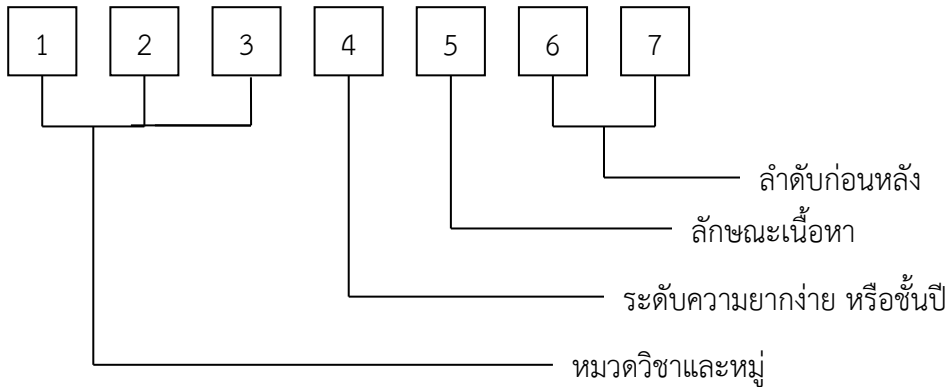 1 2 3 4 5 6 7
ลำดับก่อนหลัง
ลักษณะเนื้อหา
ระดับความยากง่าย หรือชั้นปี
หมวดวิชาและหมู่